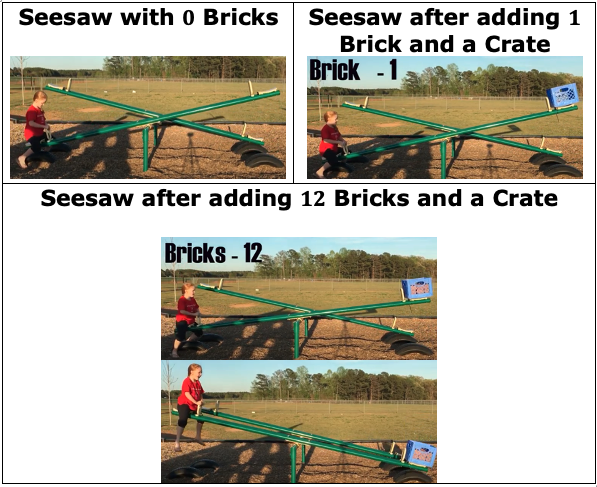 Seesaw with 0 Bricks
Seesaw after adding 1
Brick and a Crate
Brick - 1
Seesaw after adding 12 Bricks and a Crate
Bricks - 12